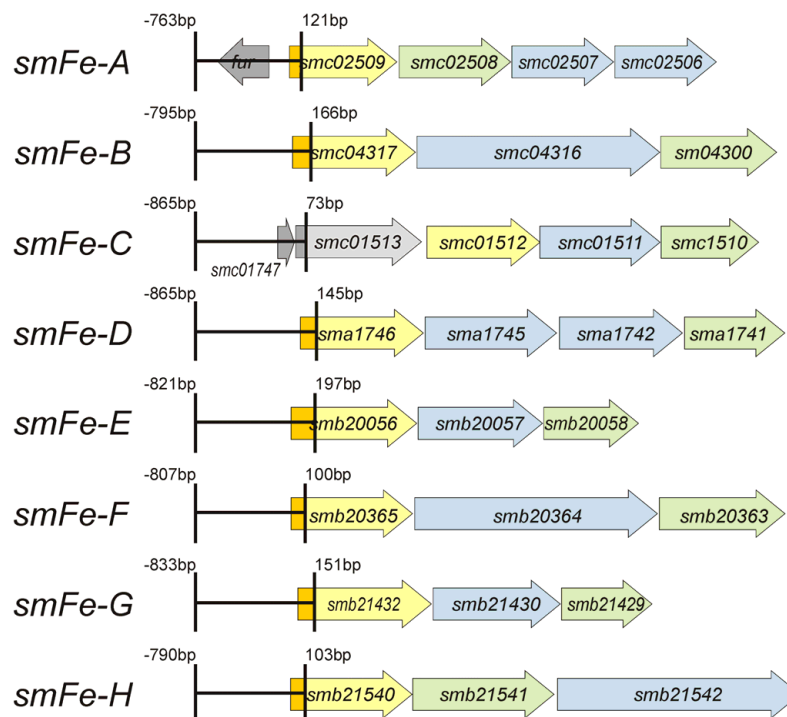 -763bp 121bp
smFe-A fur smc02509 smc02508 smc02507 smc02506
-795bp 166bp
smFe-B smc04317 smc04316 sm04300
-865bp 73bp
smFe-C smc01513 smc01512 smc01511 smc1510
smc01747
-865bp 145bp
smFe-D sma1746 sma1745 sma1742 sma1741
-821bp 197bp
smFe-E smb20056 smb20057 smb20058
-807bp 100bp
smFe-F smb20365 smb20364 smb20363
-833bp 151bp
smFe-G smb21432 smb21430 smb21429
-790bp 103bp
smFe-H smb21540 smb21541 smb21542